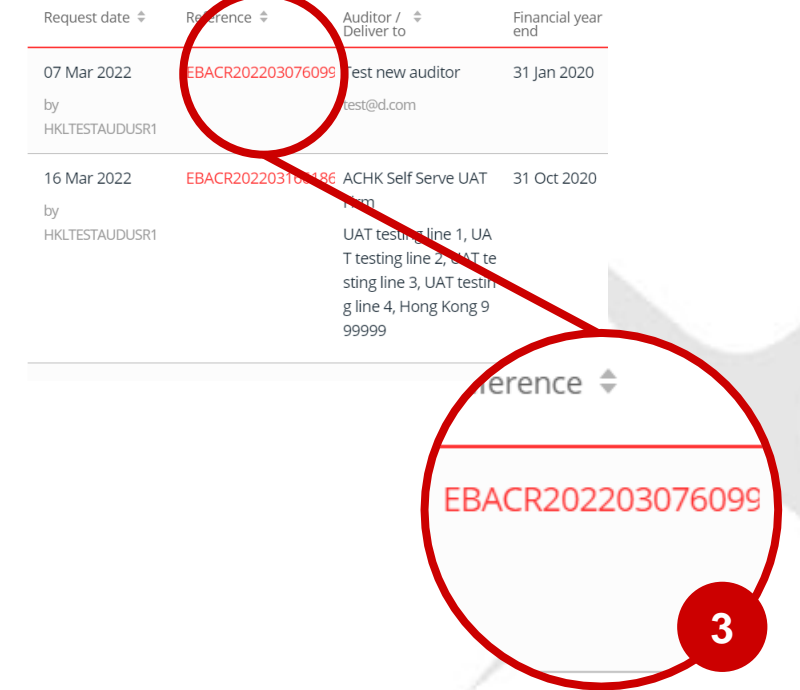 Request date
Reference
Auditor /
Deliver to
Financial year
end
07 Mar 2022
EBACR202203076099
Test new auditor
31 Jan 2020
by
HKLTESTAUDUSR1
test@d.com
16 Mar 2022
ACHK Self Serve UAT
Firm
31 Oct 2020
by
HKLTESTAUDUSR1
UAT testing line 1, UA
T testing line 2, UAT te
sting line 3, UAT testin
g line 4, Hong Kong 9
99999
erence
EBACR202203076099
3